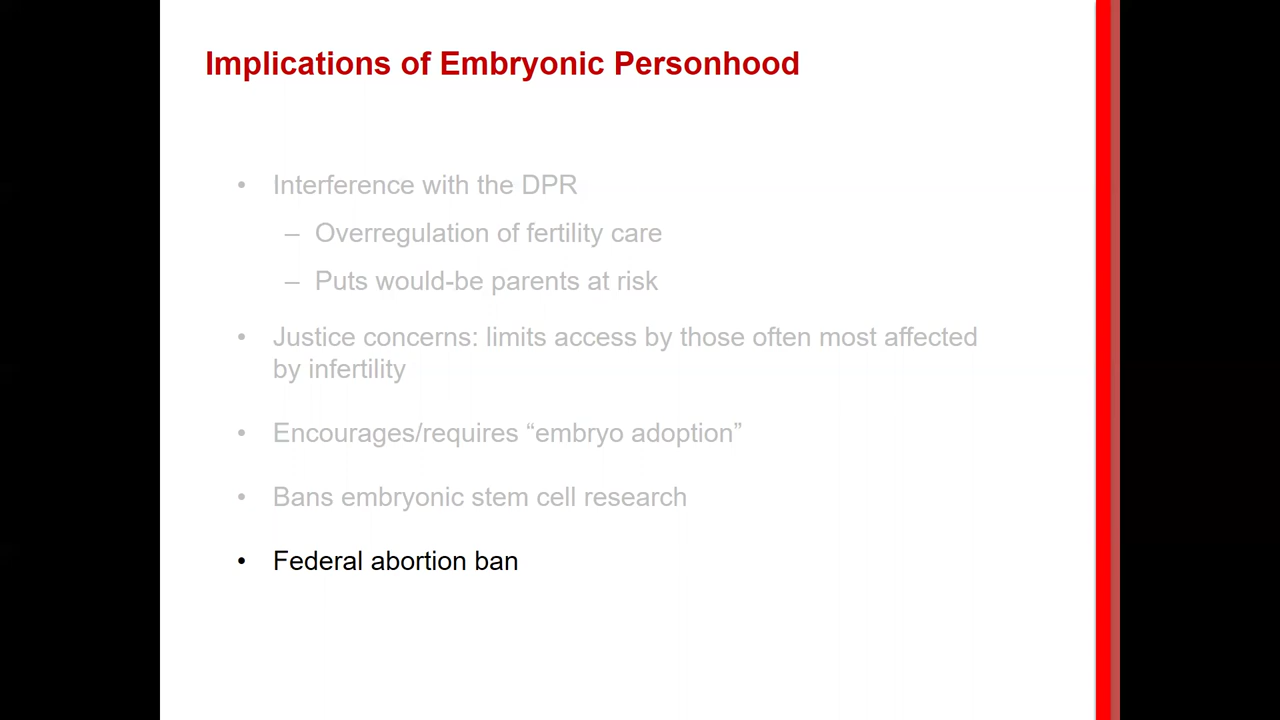 Implications of Embryonic Personhood
• Interference with the DPR
– Overregulation of fertility care
– Puts would-be parents at risk
• Justice concerns: limits access by those often most affected
by infertility
• Encourages/requires “embryo adoption”
• Bans embryonic stem cell research
• Federal abortion ban